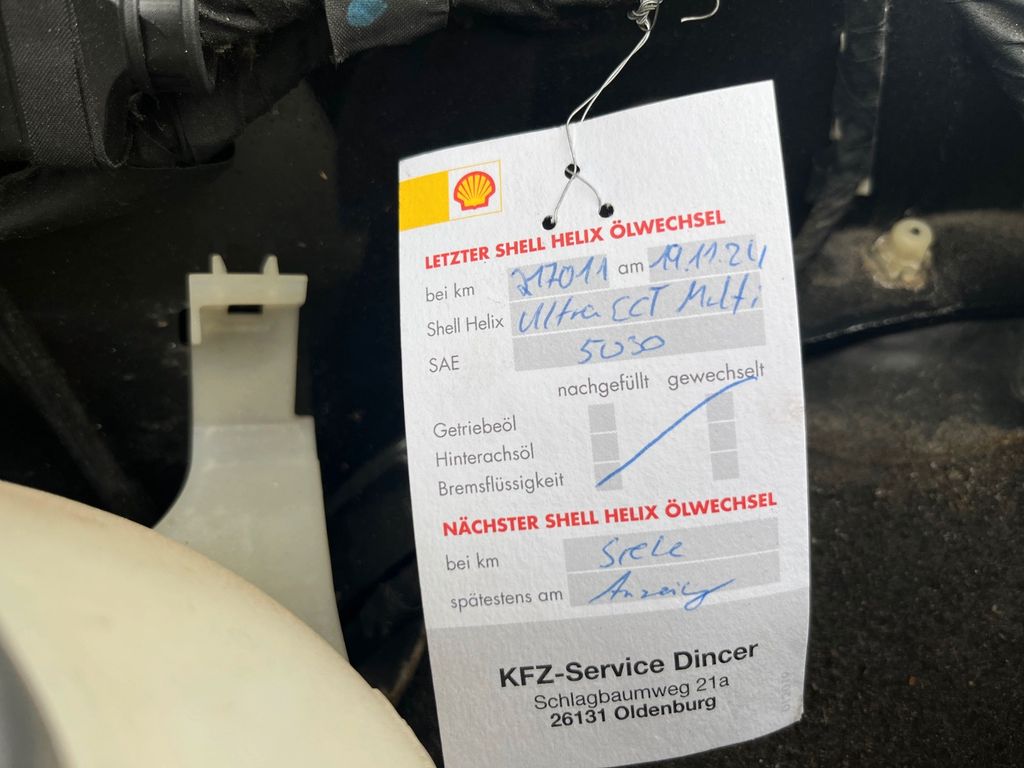 LETZTER SHELL HELIX ÖLWECHSEL
bei km 217011 am 19.11.24
Shell Helix Ultra ECT Multi
SAE 5030
nachgefüllt gewechselt
Getriebeöl
Hinterachsöl
Bremsflüssigkeit
NÄCHSTER SHELL HELIX ÖLWECHSEL
bei km Siehe
spätestens am Anzeige
KFZ-Service Dincer
Schlagbaumweg 21a
26131 Oldenburg